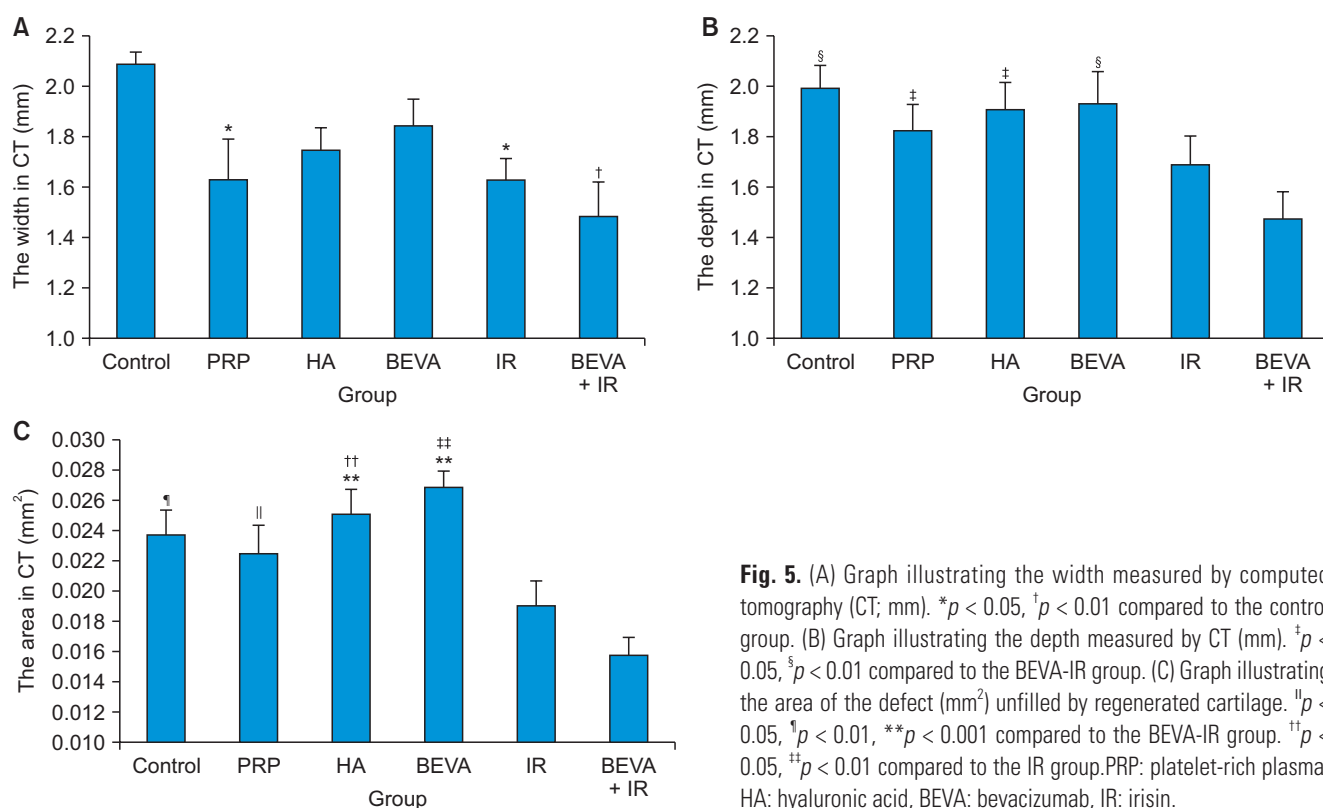 A
2.2
2.0
1.8
1.6
1.4
1.2
1.0
The width in CT (mm)
*
*
†
Control PRP HA BEVA IR BEVA
+ IR
Group
B
2.2
2.0
1.8
1.6
1.4
1.2
1.0
The depth in CT (mm)
§
‡
‡
§
Control PRP HA BEVA IR BEVA
+ IR
Group
C
0.030
0.028
0.026
0.024
0.022
0.020
0.018
0.016
0.014
0.012
0.010
The area in CT (mm²)
¶
||
††
**
‡‡
**
Control PRP HA BEVA IR BEVA
+ IR
Group
Fig. 5. (A) Graph illustrating the width measured by computed
tomography (CT; mm). *p < 0.05, †p < 0.01 compared to the control
group. (B) Graph illustrating the depth measured by CT (mm). ‡p <
0.05, §p < 0.01 compared to the BEVA-IR group. (C) Graph illustrating
the area of the defect (mm²) unfilled by regenerated cartilage. ||p <
0.05, ¶p < 0.01, **p < 0.001 compared to the BEVA-IR group. ††p <
0.05, ‡‡p < 0.01 compared to the IR group.PRP: platelet-rich plasma,
HA: hyaluronic acid, BEVA: bevacizumab, IR: irisin.